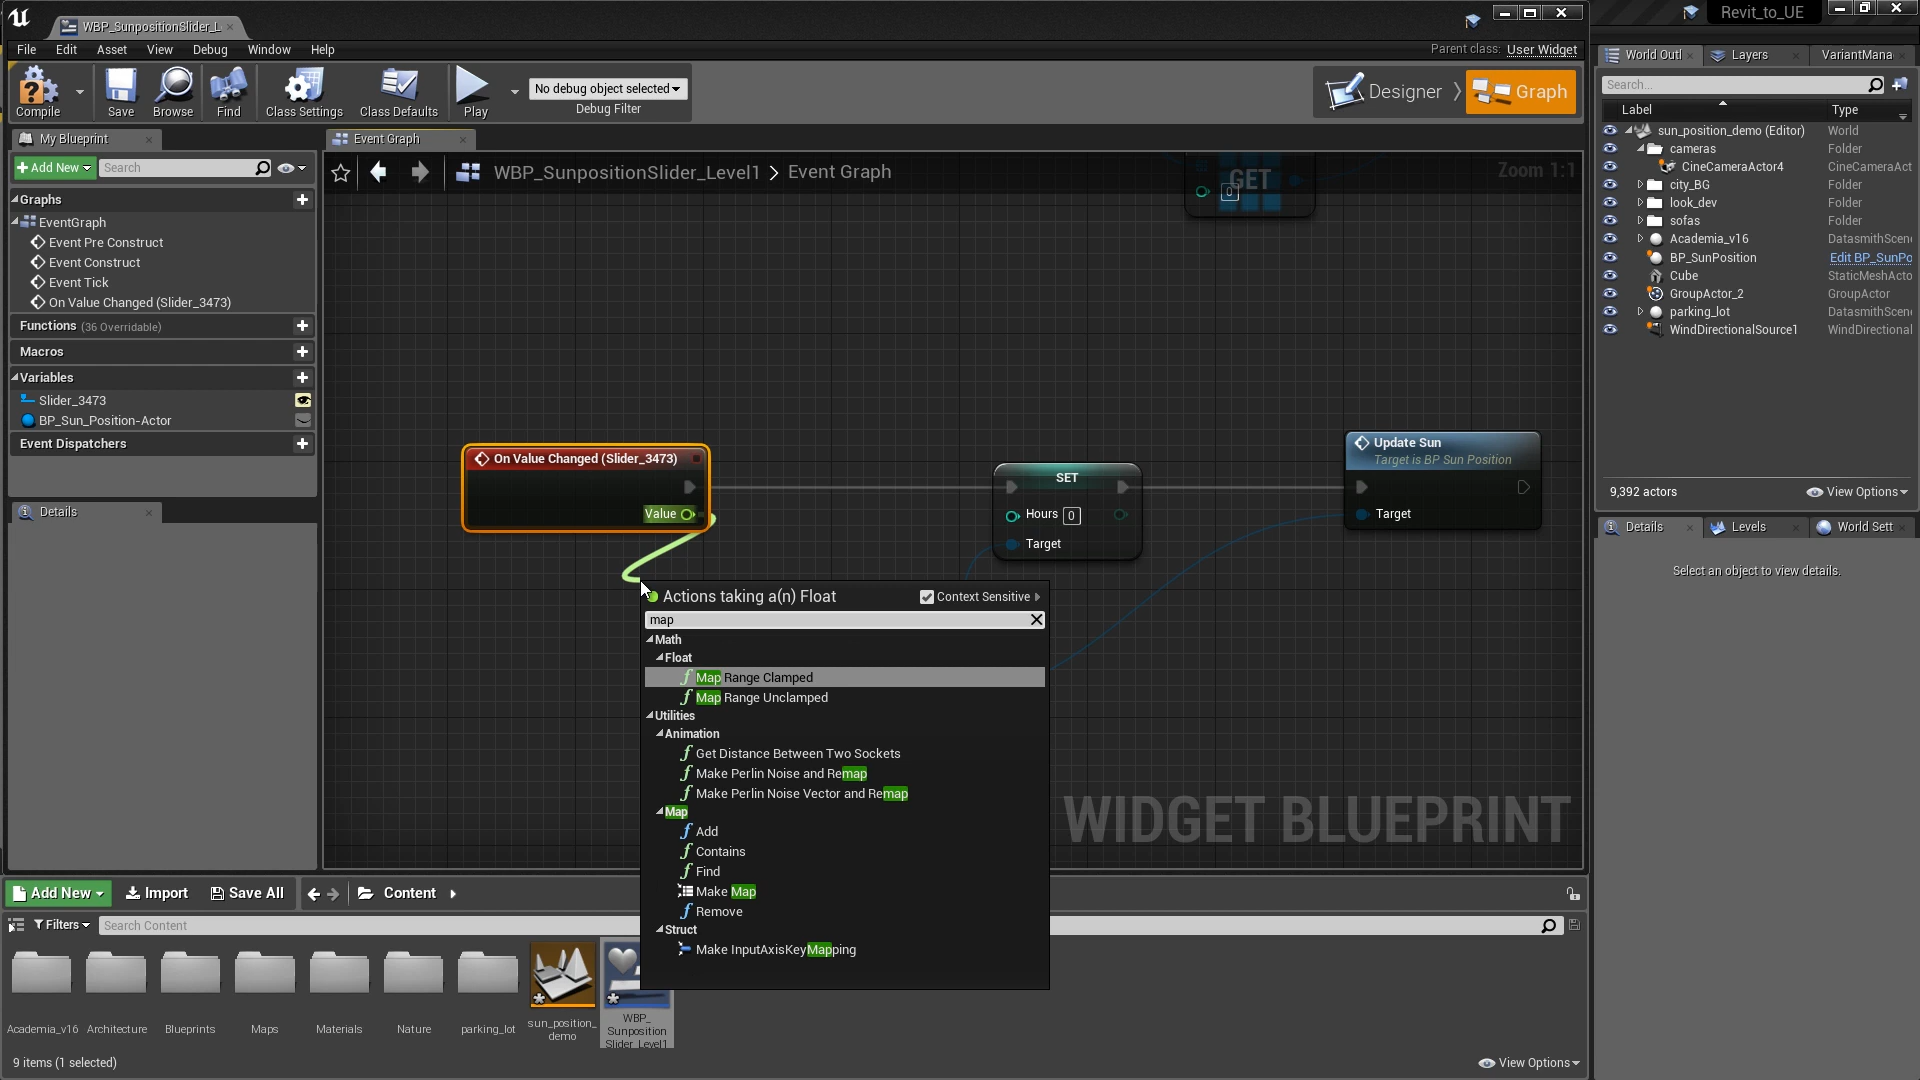 WBP_SunpositionSlider_L
Revit_to_UE
File Edit Asset View Debug Window Help
Parent class: User Widget
Compile Save Browse Find Class Settings Class Defaults Play
No debug object selected
Debug Filter
Designer Graph
My Blueprint
Add New Search
Graphs
EventGraph
Event Pre Construct
Event Construct
Event Tick
On Value Changed (Slider_3473)
Functions (36 Overridable)
Macros
Variables
Slider_3473
BP_Sun_Position-Actor
Event Dispatchers
Details
Event Graph
WBP_SunpositionSlider_Level1 > Event Graph
Zoom 1:1
GET
0
On Value Changed (Slider_3473)
Value
SET
Hours 0
Target
Update Sun
Target is BP Sun Position
Target
Actions taking a(n) Float
Context Sensitive
map
Math
Float
Map Range Clamped
Map Range Unclamped
Utilities
Animation
Get Distance Between Two Sockets
Make Perlin Noise and Remap
Make Perlin Noise Vector and Remap
Map
Add
Contains
Find
Make Map
Remove
Struct
Make InputAxisKeyMapping
WIDGET BLUEPRINT
World Outl Layers VariantMana
Search...
Label Type
sun_position_demo (Editor) World
cameras Folder
CineCameraActor4 CineCameraAct
city_BG Folder
look_dev Folder
sofas Folder
Academia_v16 DatasmithScen
BP_SunPosition Edit BP_SunPo
Cube StaticMeshActo
GroupActor_2 GroupActor
parking_lot DatasmithScen
WindDirectionalSource1 WindDirectional
9,392 actors View Options
Details Levels World Sett
Select an object to view details.
Add New Import Save All Content
Filters Search Content
Academia_v16 Architecture Blueprints Maps Materials Nature parking_lot
sun_position_
demo
WBP_
Sunposition
Slider_Level1
9 items (1 selected)
View Options